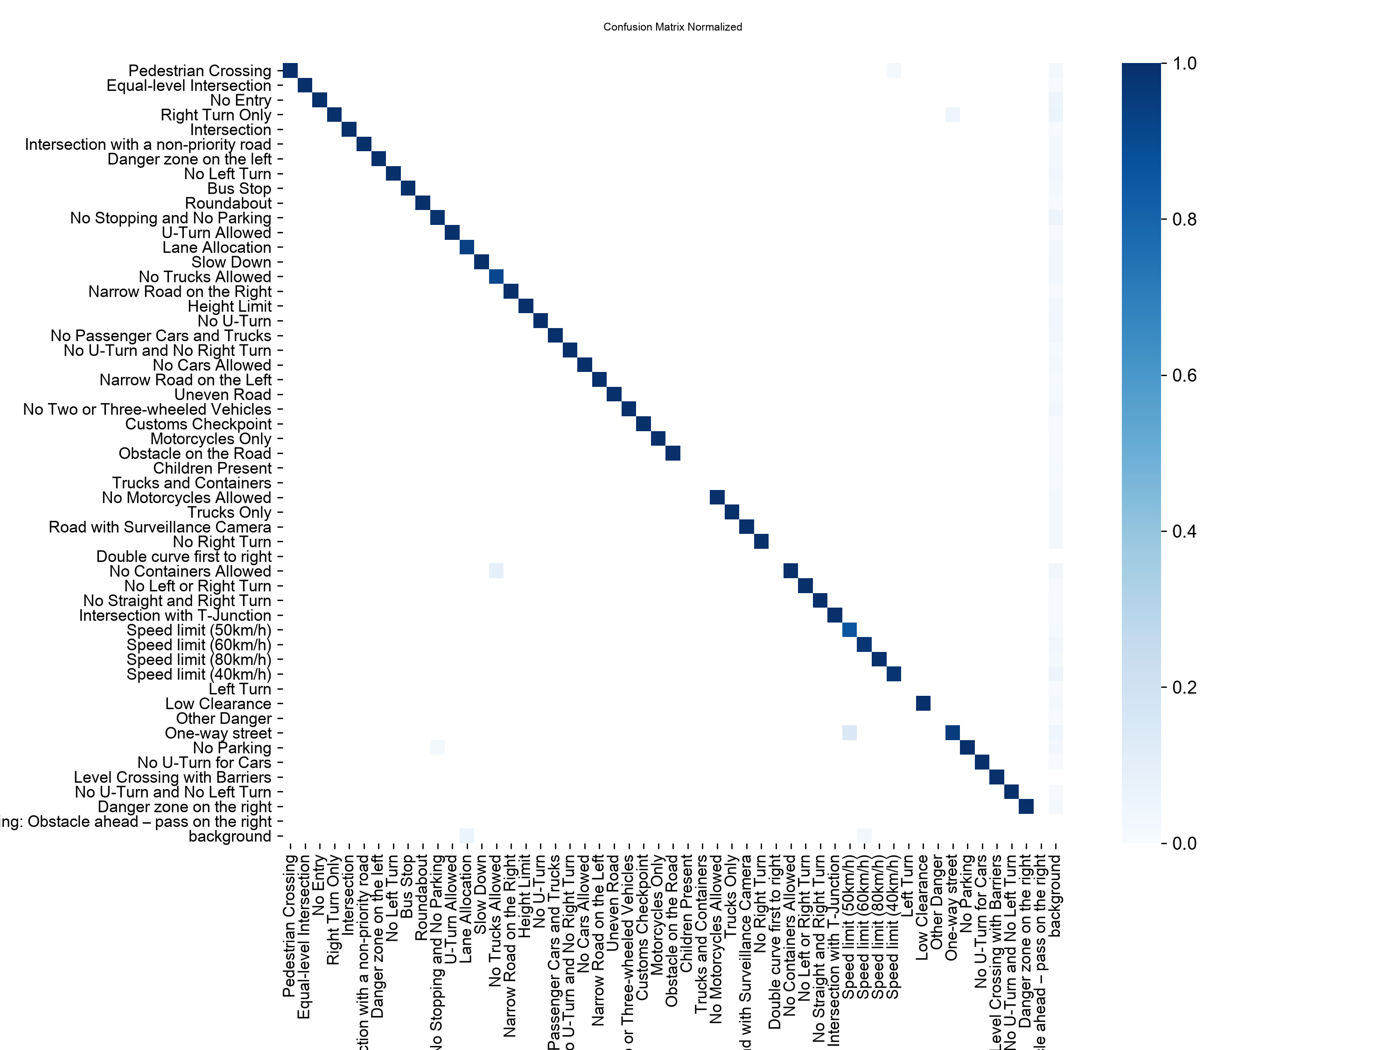 Confusion Matrix Normalized
Pedestrian Crossing
Equal-level Intersection
No Entry
Right Turn Only
Intersection
Intersection with a non-priority road
Danger zone on the left
No Left Turn
Bus Stop
Roundabout
No Stopping and No Parking
U-Turn Allowed
Lane Allocation
Slow Down
No Trucks Allowed
Narrow Road on the Right
Height Limit
No U-Turn
No Passenger Cars and Trucks
No U-Turn and No Right Turn
No Cars Allowed
Narrow Road on the Left
Uneven Road
No Two or Three-wheeled Vehicles
Customs Checkpoint
Motorcycles Only
Obstacle on the Road
Children Present
Trucks and Containers
No Motorcycles Allowed
Trucks Only
Road with Surveillance Camera
No Right Turn
Double curve first to right
No Containers Allowed
No Left or Right Turn
No Straight and Right Turn
Intersection with T-Junction
Speed limit (50km/h)
Speed limit (60km/h)
Speed limit (80km/h)
Speed limit (40km/h)
Left Turn
Low Clearance
Other Danger
One-way street
No Parking
No U-Turn for Cars
Level Crossing with Barriers
No U-Turn and No Left Turn
Danger zone on the right
ing: Obstacle ahead – pass on the right
background
Pedestrian Crossing
Equal-level Intersection
No Entry
Right Turn Only
Intersection
ction with a non-priority road
Danger zone on the left
No Left Turn
Bus Stop
Roundabout
No Stopping and No Parking
U-Turn Allowed
Lane Allocation
Slow Down
No Trucks Allowed
Narrow Road on the Right
Height Limit
No U-Turn
Passenger Cars and Trucks
o U-Turn and No Right Turn
No Cars Allowed
Narrow Road on the Left
Uneven Road
o or Three-wheeled Vehicles
Customs Checkpoint
Motorcycles Only
Obstacle on the Road
Children Present
Trucks and Containers
No Motorcycles Allowed
Trucks Only
ad with Surveillance Camera
No Right Turn
Double curve first to right
No Containers Allowed
No Left or Right Turn
No Straight and Right Turn
Intersection with T-Junction
Speed limit (50km/h)
Speed limit (60km/h)
Speed limit (80km/h)
Speed limit (40km/h)
Left Turn
Low Clearance
Other Danger
One-way street
No Parking
No U-Turn for Cars
Level Crossing with Barriers
No U-Turn and No Left Turn
Danger zone on the right
cle ahead – pass on the right
background
1.0
0.8
0.6
0.4
0.2
0.0